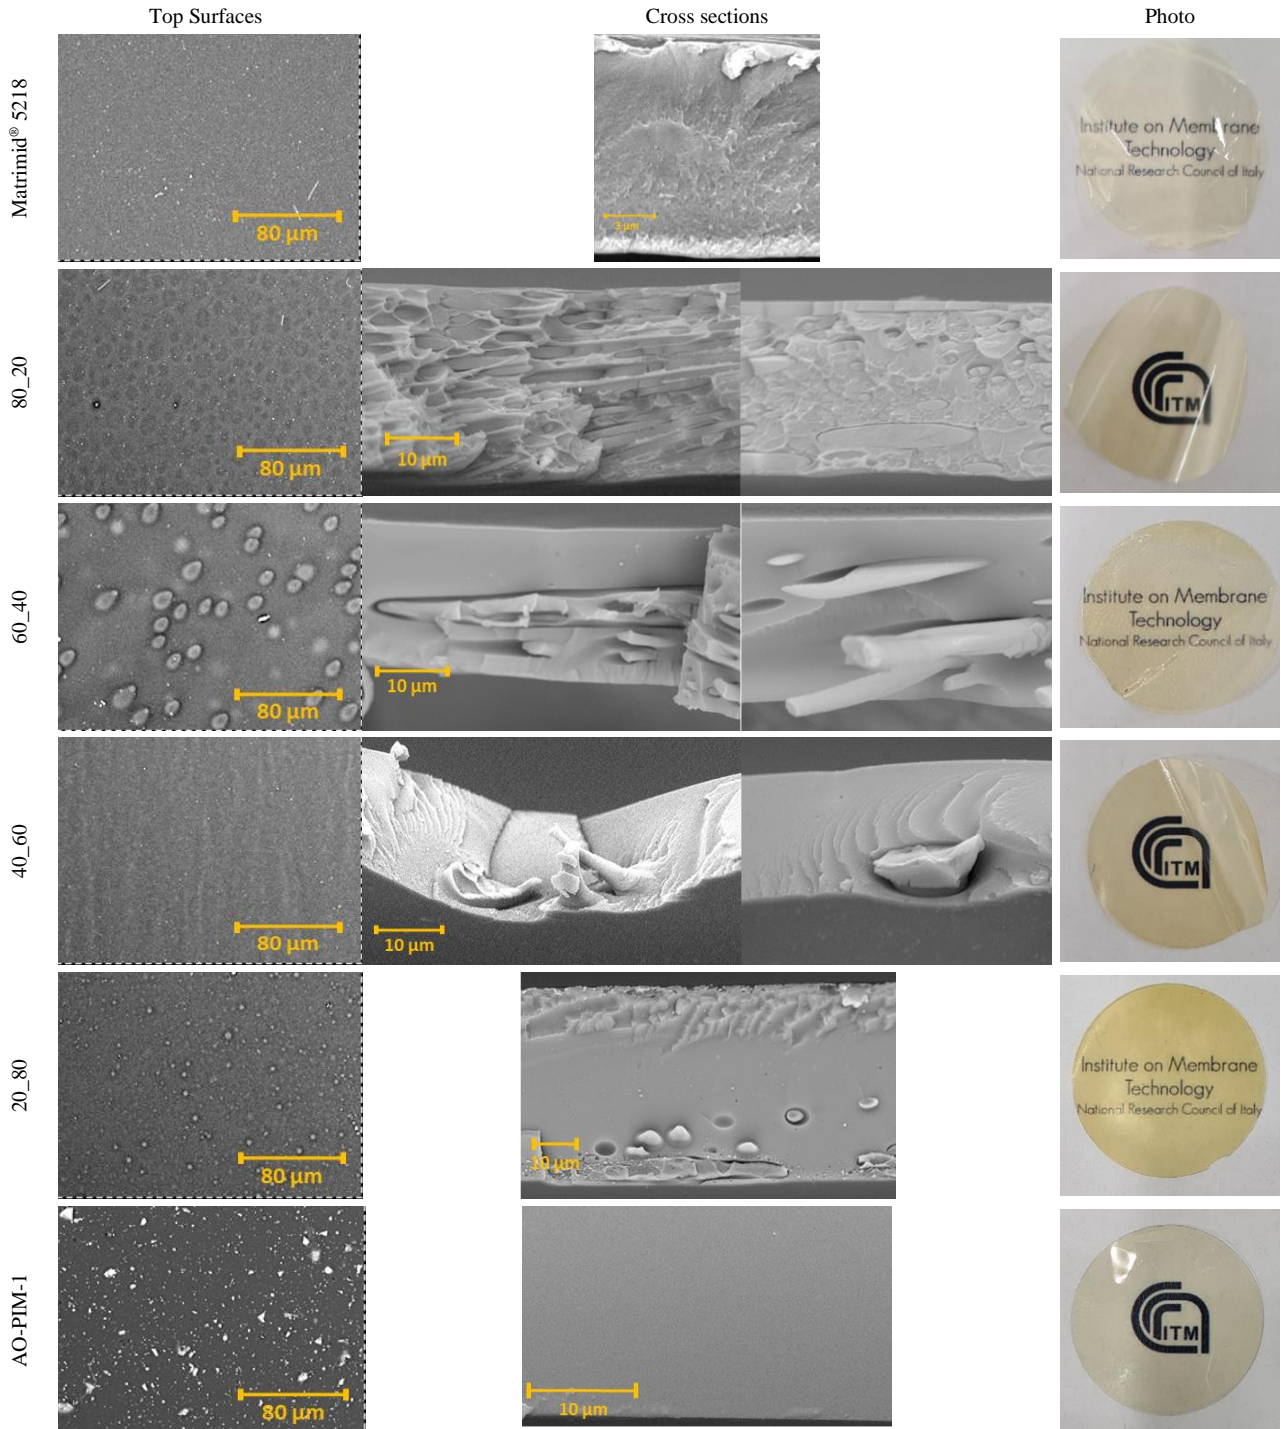 Top Surfaces
Cross sections
Photo
Matrimid® 5218
80 µm
3 µm
Institute on Membrane
Technology
National Research Council of Italy
80_20
80 µm
10 µm
ITM
60_40
80 µm
10 µm
Institute on Membrane
Technology
National Research Council of Italy
40_60
80 µm
10 µm
ITM
20_80
80 µm
10 µm
Institute on Membrane
Technology
National Research Council of Italy
AO-PIM-1
80 µm
10 µm
ITM